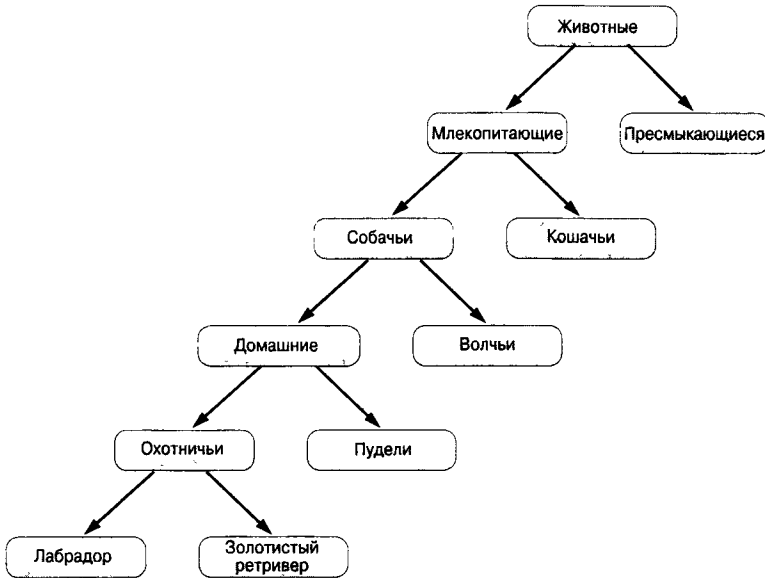 Животные
Млекопитающие
Пресмыкающиеся
Собачьи
Кошачьи
Домашние
Волчьи
Охотничьи
Пудели
Лабрадор
Золотистый
ретривер